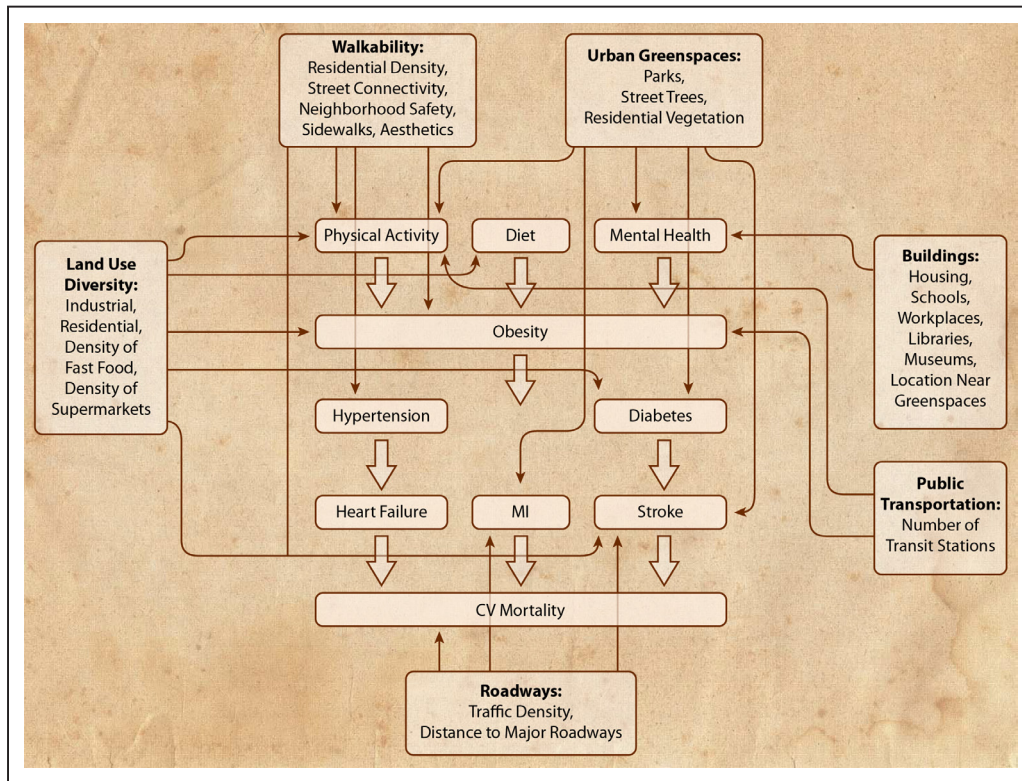 Walkability:
Residential Density,
Street Connectivity,
Neighborhood Safety,
Sidewalks, Aesthetics
Urban Greenspaces:
Parks,
Street Trees,
Residential Vegetation
Physical Activity
Diet
Mental Health
Land Use
Diversity:
Industrial,
Residential,
Density of
Fast Food,
Density of
Supermarkets
Buildings:
Housing,
Schools,
Workplaces,
Libraries,
Museums,
Location Near
Greenspaces
Obesity
Hypertension
Diabetes
Heart Failure
MI
Stroke
Public
Transportation:
Number of
Transit Stations
CV Mortality
Roadways:
Traffic Density,
Distance to Major Roadways